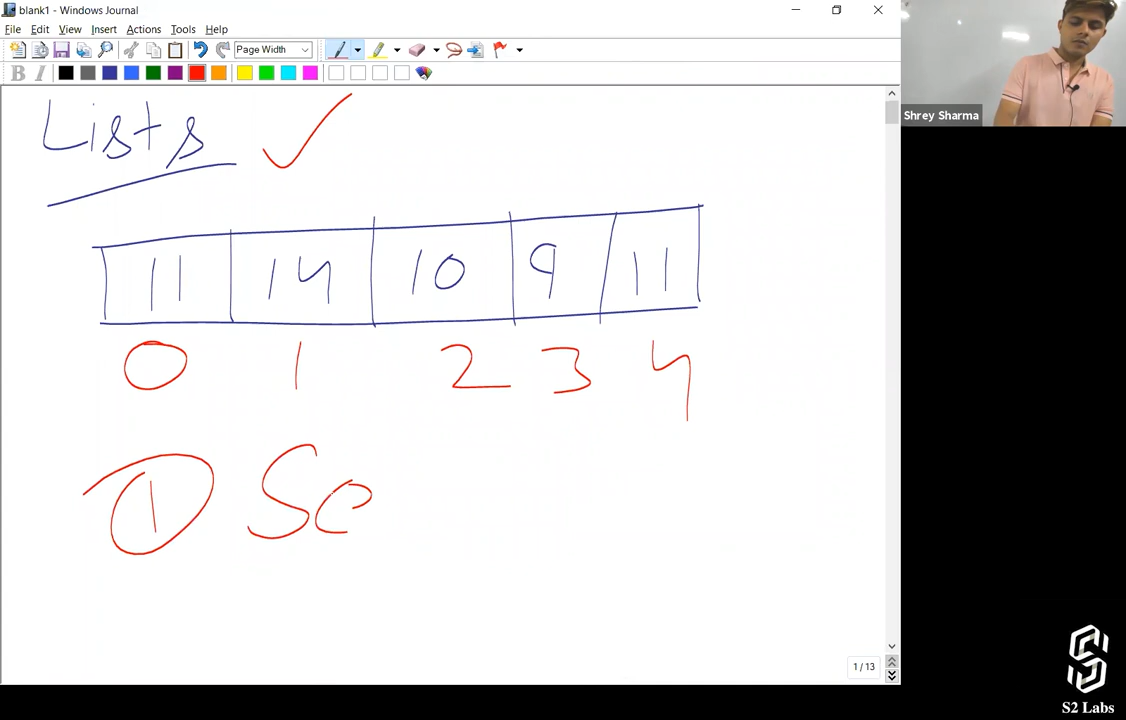 blank1 - Windows Journal
File Edit View Insert Actions Tools Help
Page Width
B I
Shrey Sharma
Lists
11 14 10 9 11
0 1 2 3 4
1 Se
1 / 13
S2 Labs